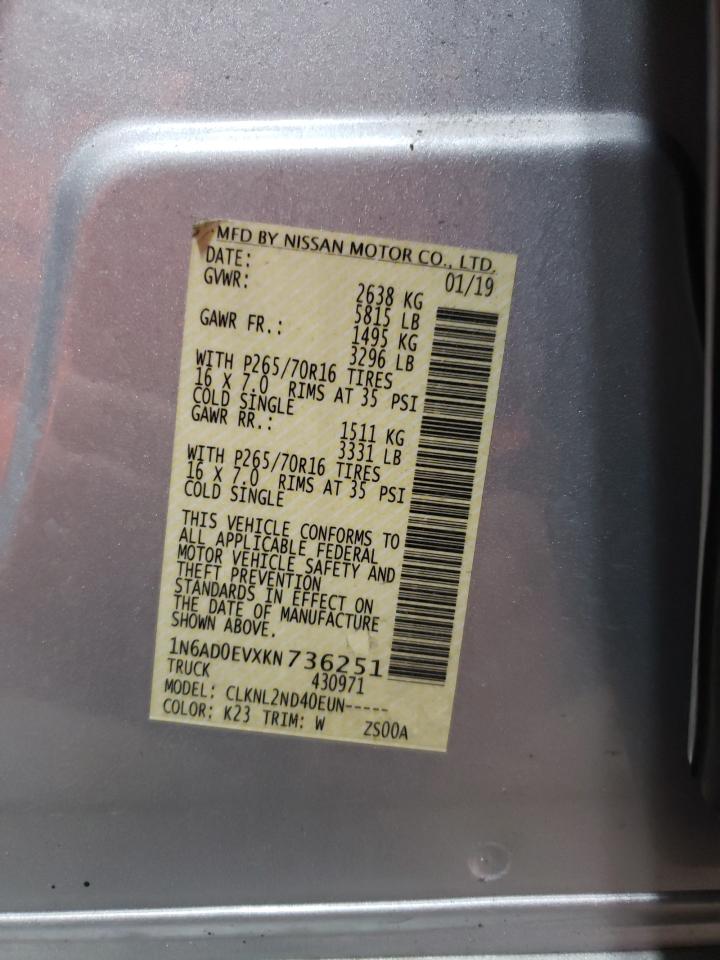 MFD BY NISSAN MOTOR CO., LTD.
DATE: 01/19
GVWR: 2638 KG
5815 LB
GAWR FR.: 1495 KG
3296 LB
WITH P265/70R16 TIRES
16 X 7.0 RIMS AT 35 PSI
COLD SINGLE
GAWR RR.: 1511 KG
3331 LB
WITH P265/70R16 TIRES
16 X 7.0 RIMS AT 35 PSI
COLD SINGLE
THIS VEHICLE CONFORMS TO
ALL APPLICABLE FEDERAL
MOTOR VEHICLE SAFETY AND
THEFT PREVENTION
STANDARDS IN EFFECT ON
THE DATE OF MANUFACTURE
SHOWN ABOVE.
1N6AD0EVXKN736251
TRUCK 430971
MODEL: CLKNL2ND40EUN-----
COLOR: K23 TRIM: W ZS00A